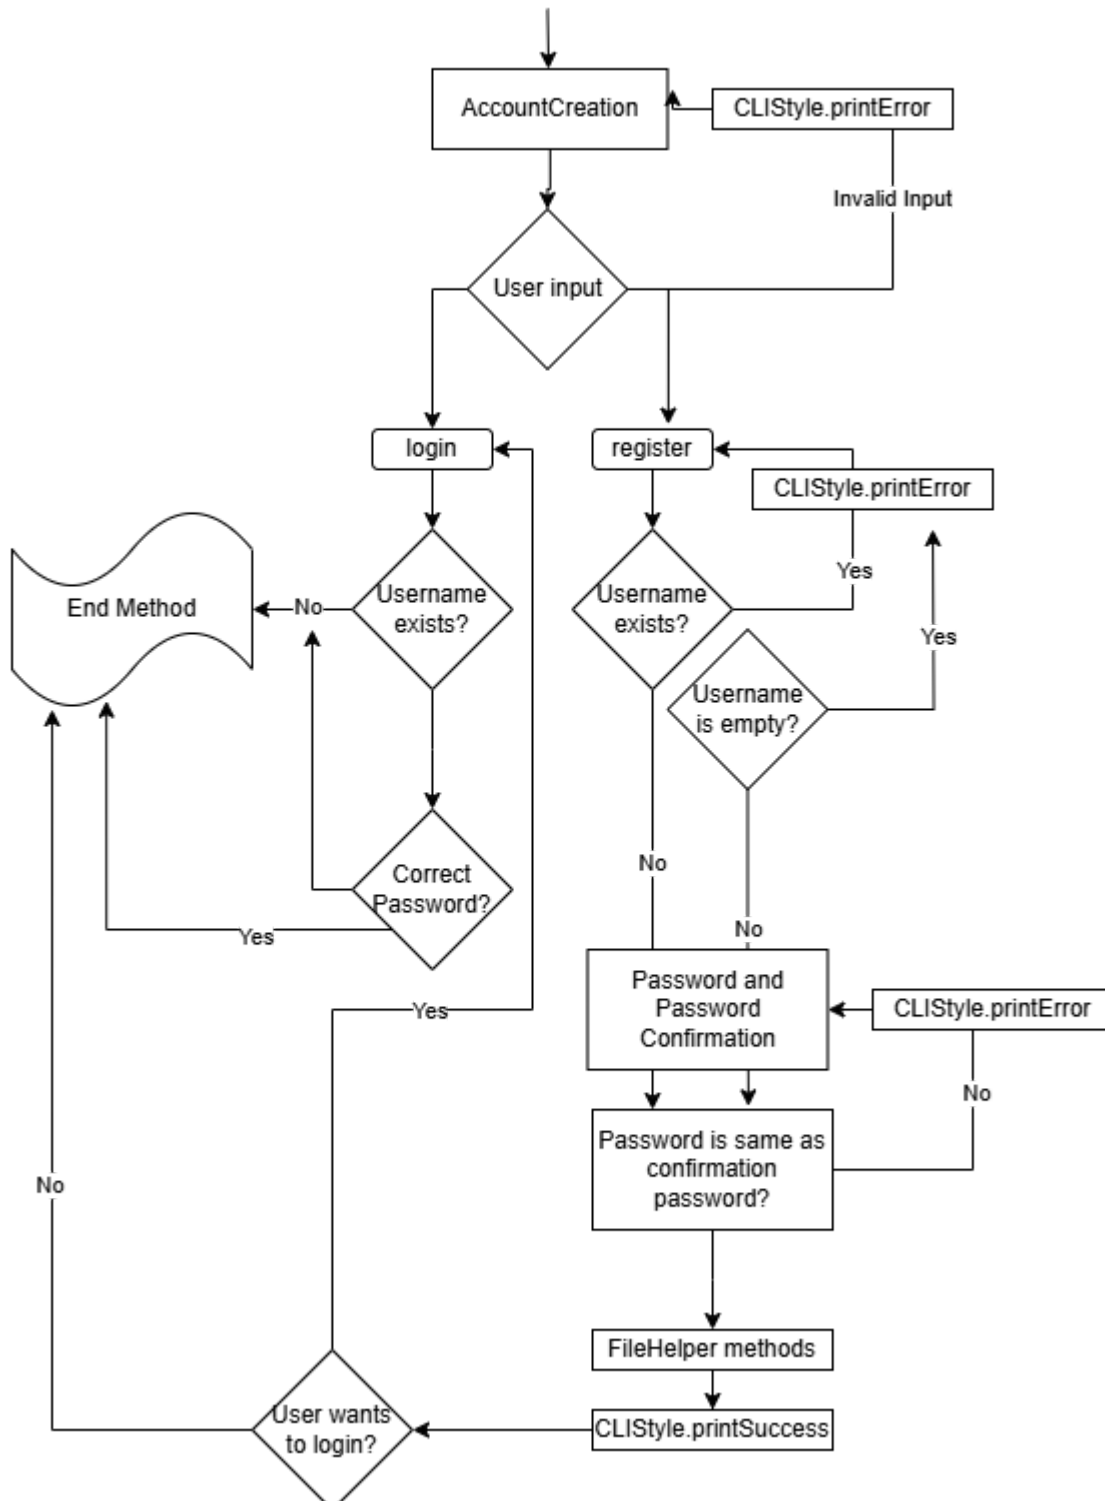 AccountCreation
CLIStyle.printError
Invalid Input
User input
login
register
CLIStyle.printError
Yes
End Method
No
Username
exists?
Username
exists?
Yes
Username
is empty?
No
Correct
Password?
Yes
No
Yes
Password and
Password
Confirmation
CLIStyle.printError
No
Password is same as
confirmation
password?
No
FileHelper methods
User wants
to login?
CLIStyle.printSuccess